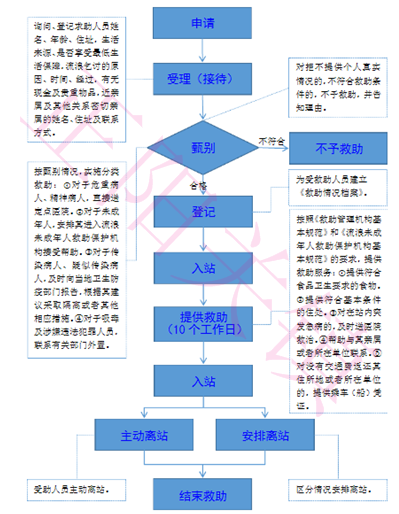 申请
询问、登记求助人员姓
名、年龄、住址，生活
来源、是否享受最低生
活保障，流浪乞讨的原
因、时间、经过，有无
现金及贵重物品，近亲
属及其他关系密切亲
属的姓名、住址及联系
方式。
受理（接待）
对拒不提供个人真实
情况的，不符合救助条
件的，不予救助，并告
知理由。
甄别
不符合
不予救助
合格
按甄别情况，实施分类
救助：①对于危重病
人、精神病人，直接送
定点医院。②对于未成
年人，安排其进入流浪
未成年人救助保护机
构接受帮助。③对于传
染病人、疑似传染病
人，及时向当地卫生防
疫部门报告，根据其建
议采取隔离或者其他
相应措施。④对于吸毒
及涉嫌违法犯罪人员，
联系有关部门处置。
登记
为受救助人员建立
《救助情况档案》。
入站
按照《救助管理机构基
本规范》和《流浪未成
年人救助保护机构基
本规范》的要求，提供
救助服务：①提供符合
食品卫生要求的食物。
②提供符合基本条件
的住处。③对在站内突
发急病的，及时送医院
救治。④帮助与其亲属
或者所在单位联系。⑤
对没有交通费返还其
住所地或者所在单位
的，提供乘车（船）凭
证。
提供救助
（10个工作日）
入站
主动离站
安排离站
受助人员主动离站。
区分情况安排离站。
结束救助